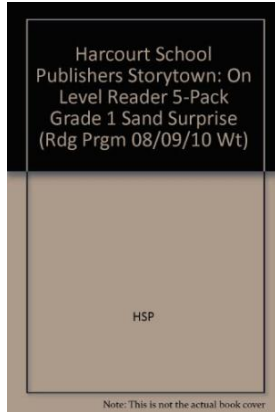 Harcourt School
Publishers Storytown: On
Level Reader 5-Pack
Grade 1 Sand Surprise
(Rdg Prgm 08/09/10 Wt)
HSP
Note: This is not the actual book cover